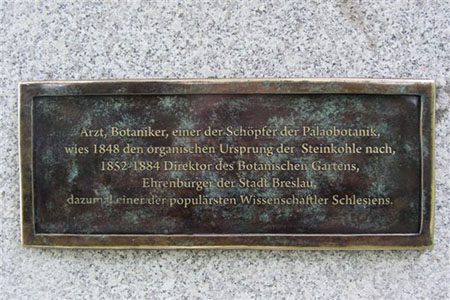 Arzt, Botaniker, einer der Schöpfer der Paläobotanik,
wies 1848 den organischen Ursprung der Steinkohle nach,
1852-1884 Direktor des Botanischen Gartens,
Ehrenbürger der Stadt Breslau,
dazumal einer der populärsten Wissenschaftler Schlesiens.